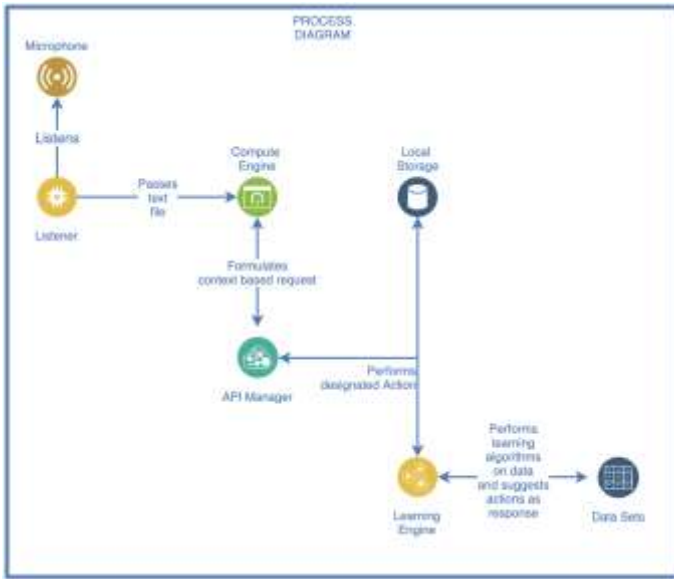 PROCESS
DIAGRAM
Microphone
Listens
Listener
Passes
text
file
Compute
Engine
Local
Storage
Formulates
context based request
API Manager
Performs
designated Action
Performs
learning
algorithms
on data
and suggests
actions as
response
Learning
Engine
Data Sets